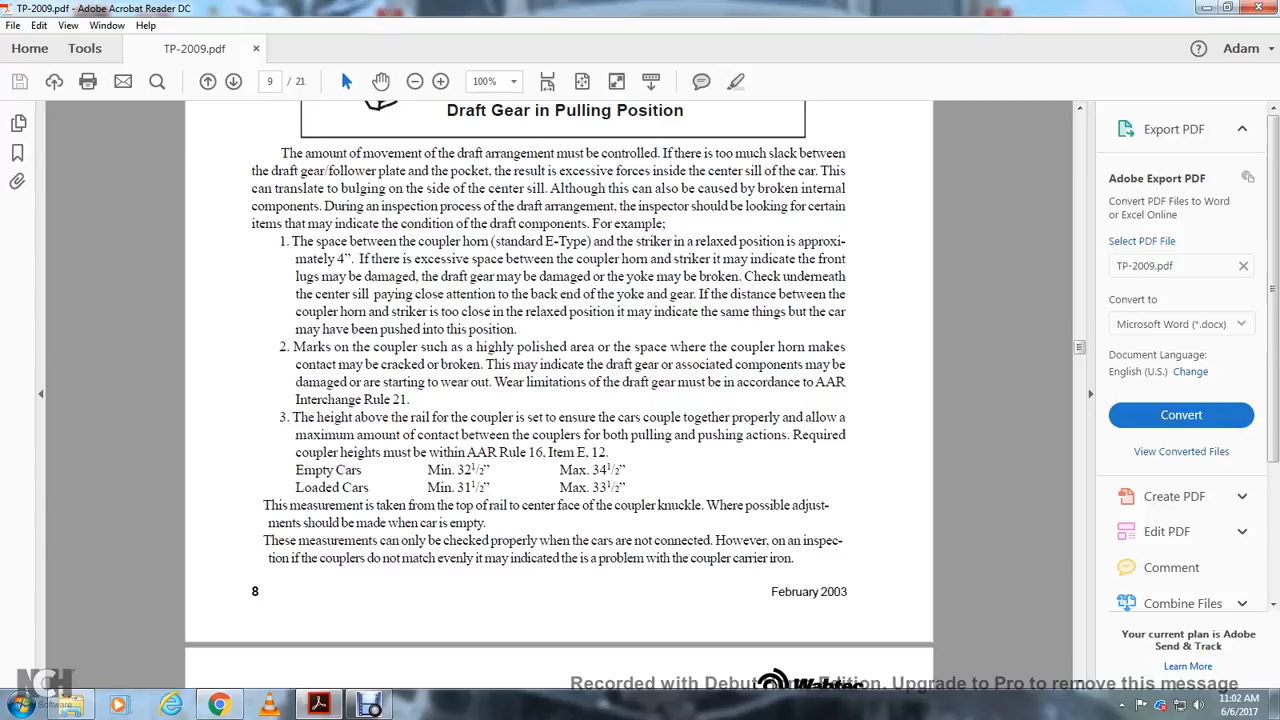 TP-2009.pdf - Adobe Acrobat Reader DC
File Edit View Window Help
Home Tools TP-2009.pdf × Adam
9 / 21 100%
Draft Gear in Pulling Position
The amount of movement of the draft arrangement must be controlled. If there is too much slack between
the draft gear/follower plate and the pocket, the result is excessive forces inside the center sill of the car. This
can translate to bulging on the side of the center sill. Although this can also be caused by broken internal
components. During an inspection process of the draft arrangement, the inspector should be looking for certain
items that may indicate the condition of the draft components. For example;
1. The space between the coupler horn (standard E-Type) and the striker in a relaxed position is approxi-
mately 4”. If there is excessive space between the coupler horn and striker it may indicate the front
lugs may be damaged, the draft gear may be damaged or the yoke may be broken. Check underneath
the center sill paying close attention to the back end of the yoke and gear. If the distance between the
coupler horn and striker is too close in the relaxed position it may indicate the same things but the car
may have been pushed into this position.
2. Marks on the coupler such as a highly polished area or the space where the coupler horn makes
contact may be cracked or broken. This may indicate the draft gear or associated components may be
damaged or are starting to wear out. Wear limitations of the draft gear must be in accordance to AAR
Interchange Rule 21.
3. The height above the rail for the coupler is set to ensure the cars couple together properly and allow a
maximum amount of contact between the couplers for both pulling and pushing actions. Required
coupler heights must be within AAR Rule 16, Item E, 12.
Empty Cars Min. 32 1/2” Max. 34 1/2”
Loaded Cars Min. 31 1/2” Max. 33 1/2”
This measurement is taken from the top of rail to center face of the coupler knuckle. Where possible adjust-
ments should be made when car is empty.
These measurements can only be checked properly when the cars are not connected. However, on an inspec-
tion if the couplers do not match evenly it may indicated the is a problem with the coupler carrier iron.
8 February 2003
Export PDF
Adobe Export PDF
Convert PDF Files to Word
or Excel Online
Select PDF File
TP-2009.pdf
Convert to
Microsoft Word (*.docx)
Document Language:
English (U.S.) Change
Convert
View Converted Files
Create PDF
Edit PDF
Comment
Combine Files
Your current plan is Adobe
Send & Track
Learn More
Wabtec
NCH Software
Recorded with Debut Edition. Upgrade to Pro to remove this message
11:02 AM
6/6/2017